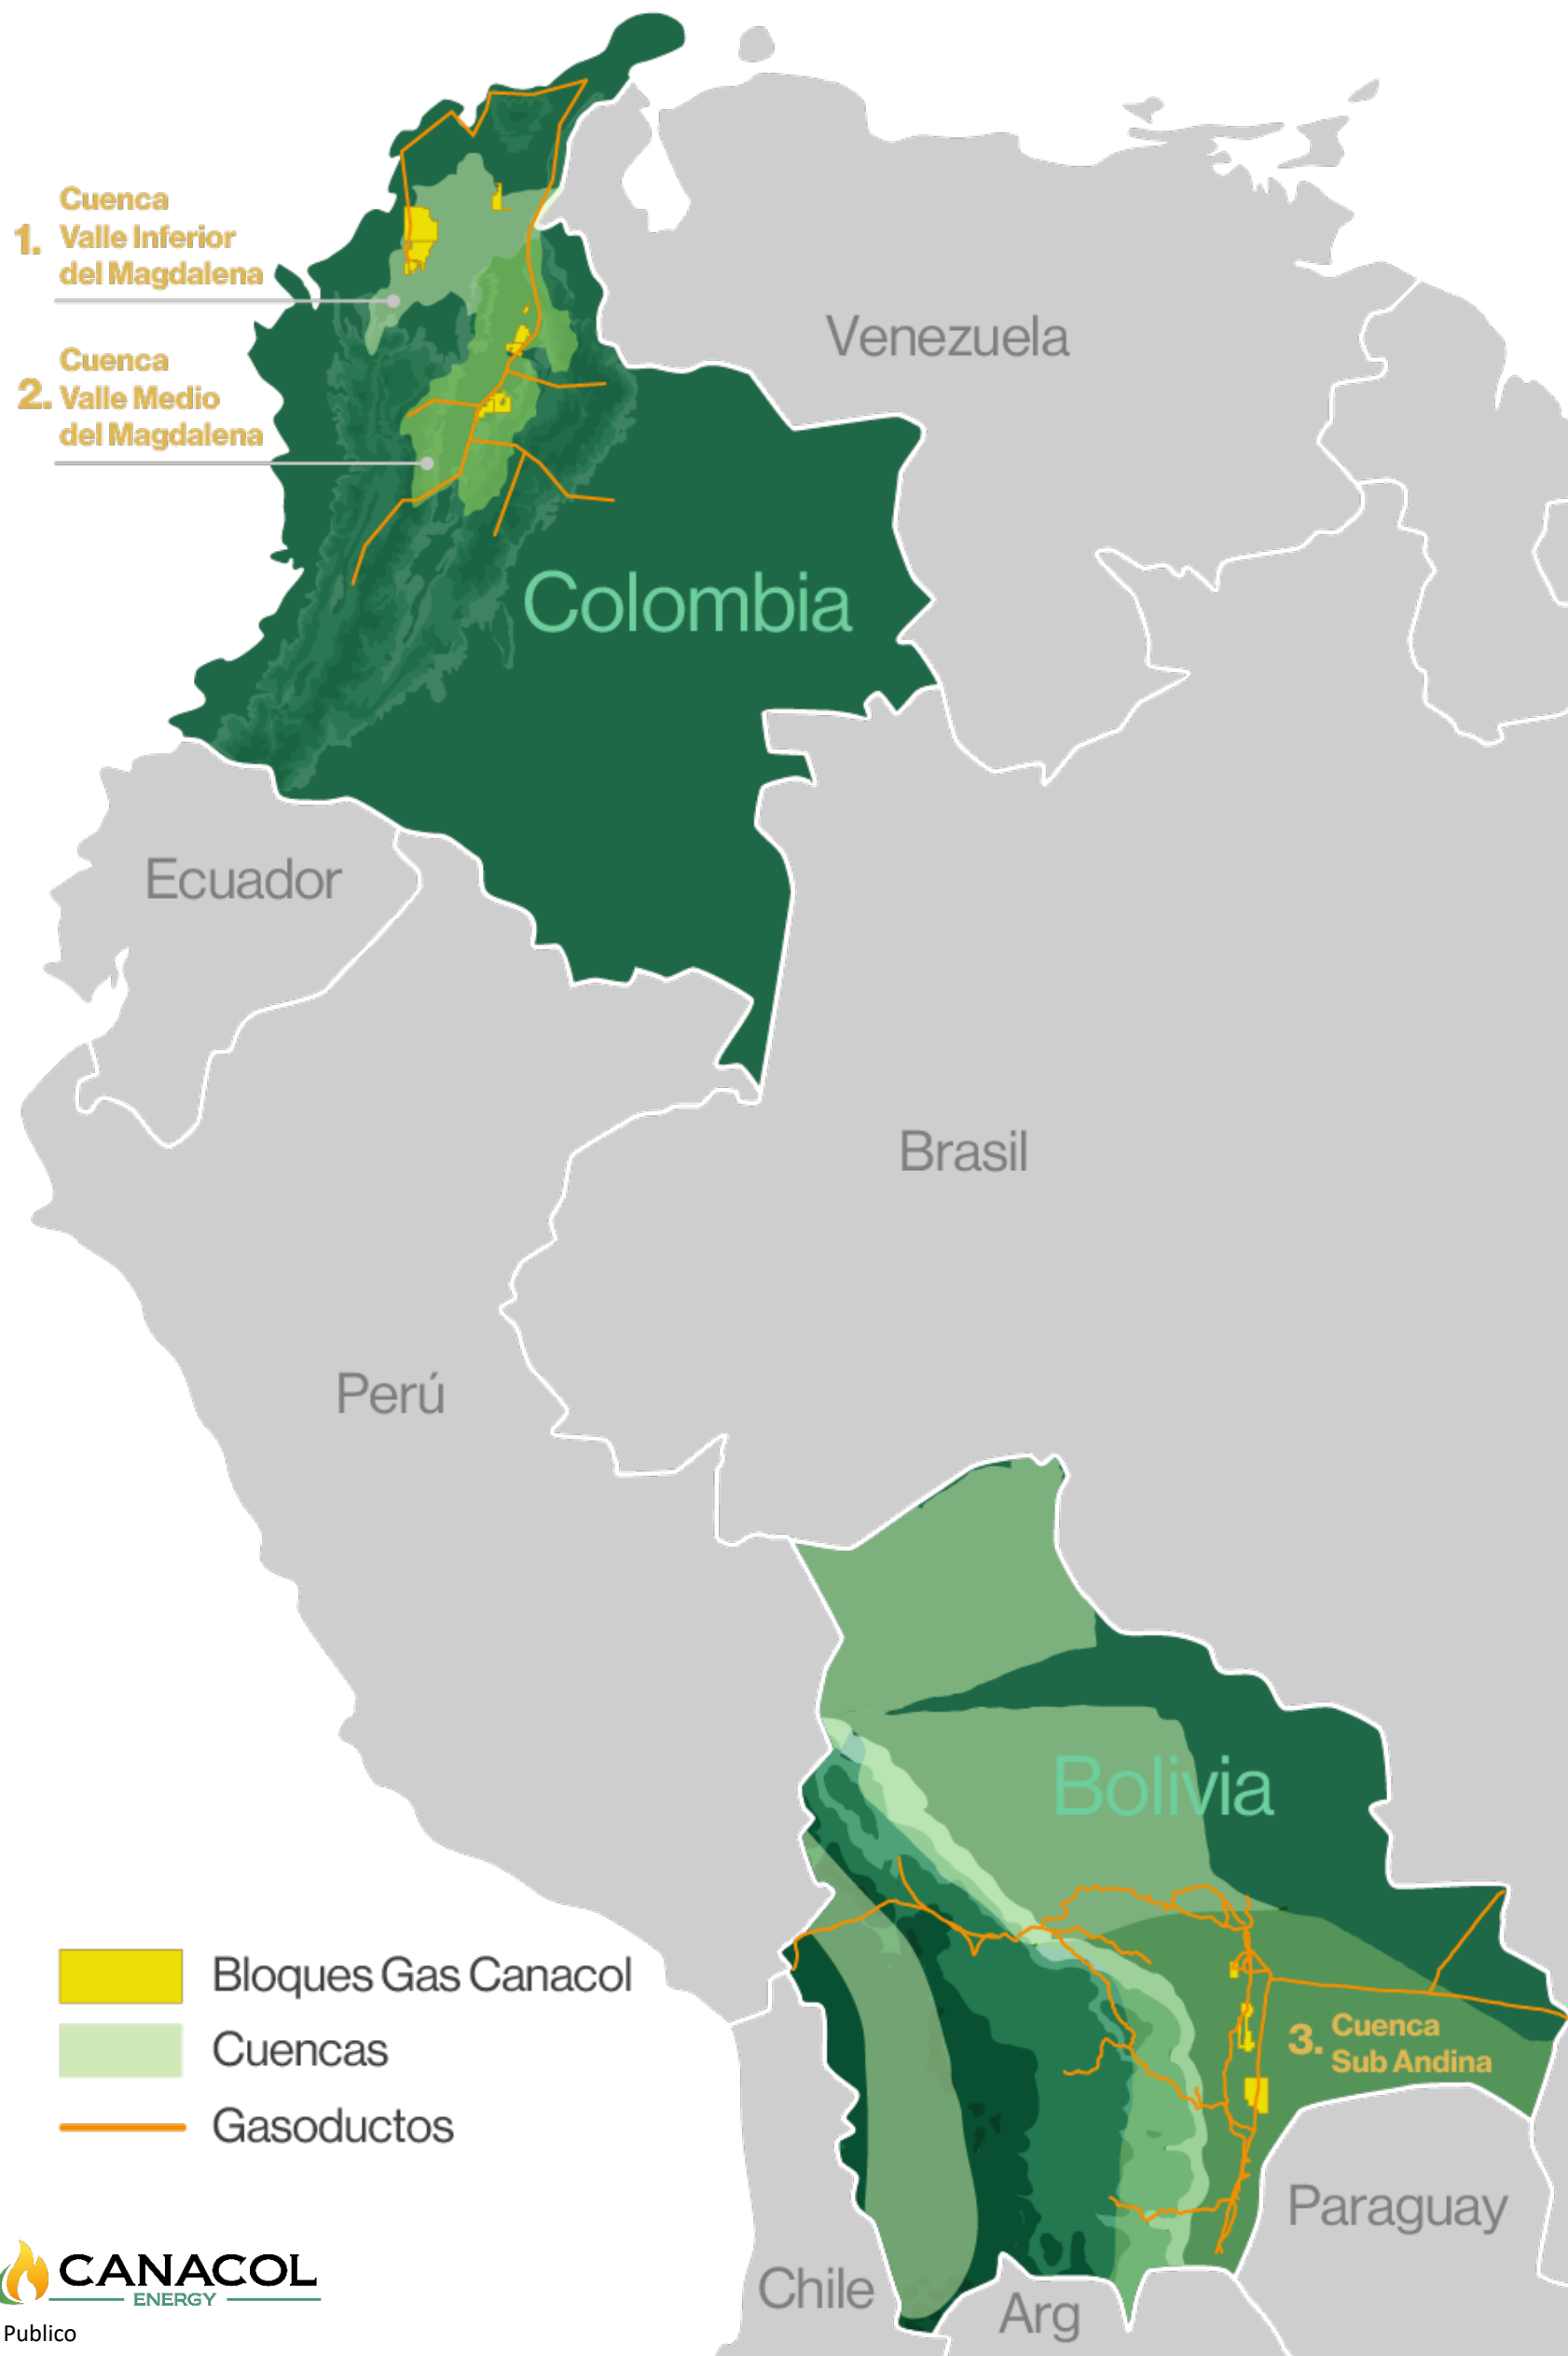 1. Cuenca
Valle Inferior
del Magdalena
2. Cuenca
Valle Medio
del Magdalena
Venezuela
Colombia
Ecuador
Brasil
Perú
Bolivia
3. Cuenca
Sub Andina
Bloques Gas Canacol
Cuencas
Gasoductos
Paraguay
Chile
Arg
CANACOL
ENERGY
Publico